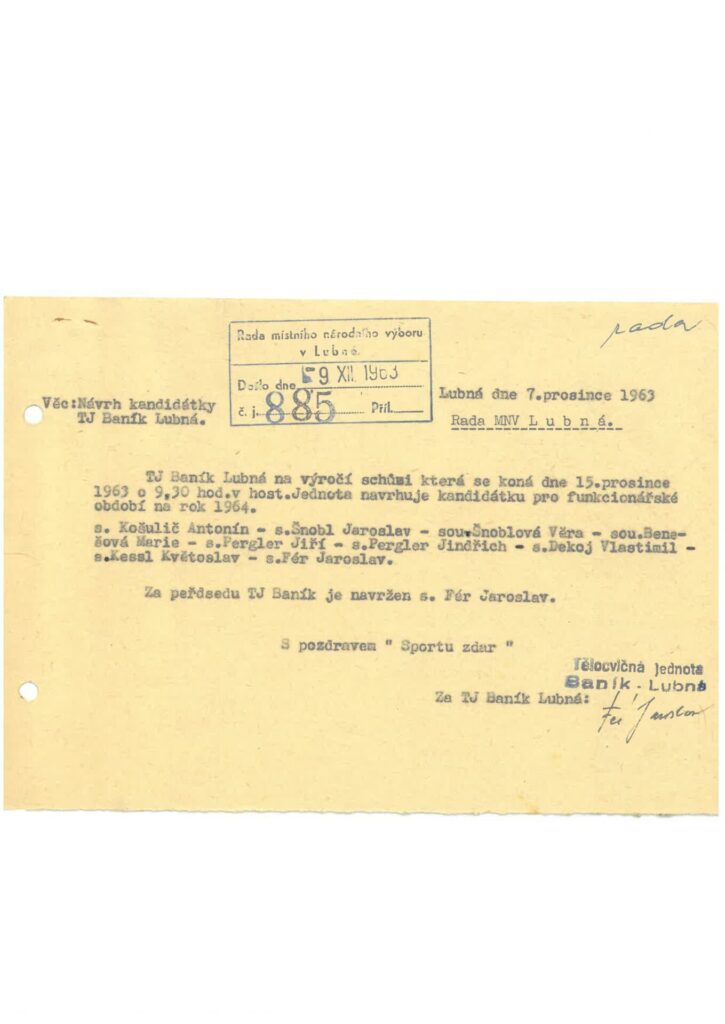 rada
Rada místního národního výboru
v Lubné.
Došlo dne 9 XII. 1963
č. j. 885 Příl.
Lubná dne 7.prosince 1963
Rada MNV L u b n á.
Věc:Návrh kandidátky
TJ Baník Lubná.
TJ Baník Lubná na výročí schůmi která se koná dne 15.prosince
1963 o 9,30 hod.v host.Jednota navrhuje kandidátku pro funkcionářské
období na rok 1964.
s. Košulič Antonín - s.Šnobl Jaroslav - sou.Šnoblová Věra - sou.Bene-
šová Marie - s.Pergler Jiří - s.Pergler Jindřich - s.Dekoj Vlastimil -
s.Kessl Květoslav - s.Fér Jaroslav.
Za peřdsedu TJ Baník je navržen s. Fér Jaroslav.
S pozdravem " Sportu zdar "
Tělocvičná jednota
Baník - Lubná
Za TJ Baník Lubná:
Fér Jaroslav